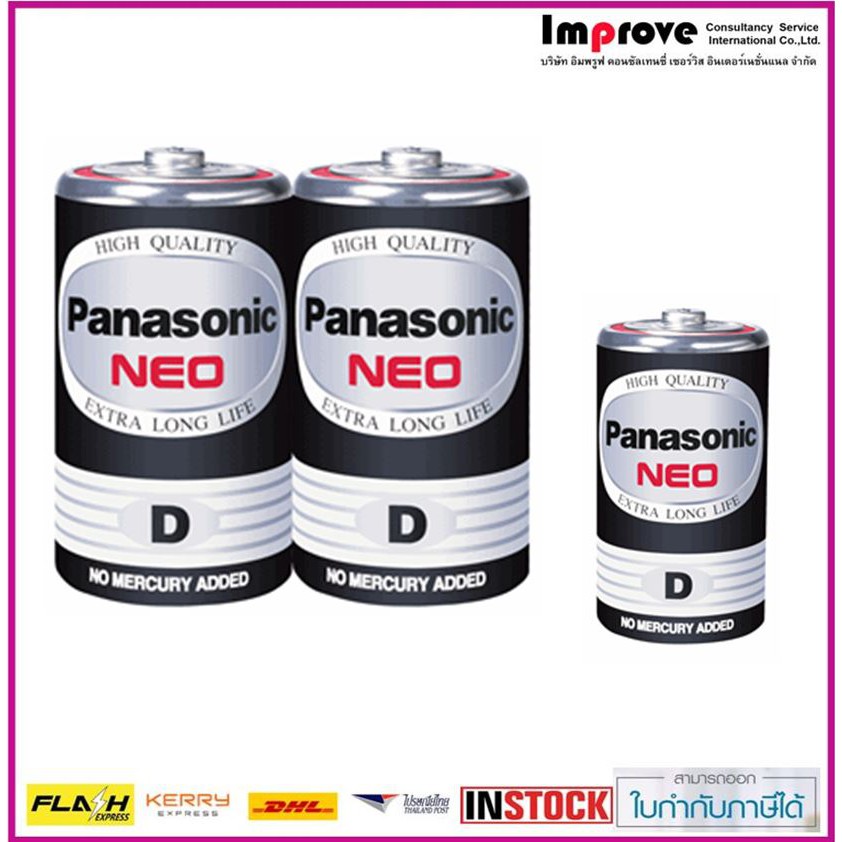 Improve Consultancy Service
International Co.,Ltd.
บริษัท อิมพรูฟ คอนซัลเทนซี่ เซอร์วิส อินเตอร์เนชั่นแนล จำกัด
HIGH QUALITY
Panasonic
NEO
EXTRA LONG LIFE
D
NO MERCURY ADDED
HIGH QUALITY
Panasonic
NEO
EXTRA LONG LIFE
D
NO MERCURY ADDED
HIGH QUALITY
Panasonic
NEO
EXTRA LONG LIFE
D
NO MERCURY ADDED
FLASH
EXPRESS
KERRY
EXPRESS
DHL
ไปรษณีย์ไทย
THAILAND POST
INSTOCK
สามารถออก
ใบกำกับภาษีได้